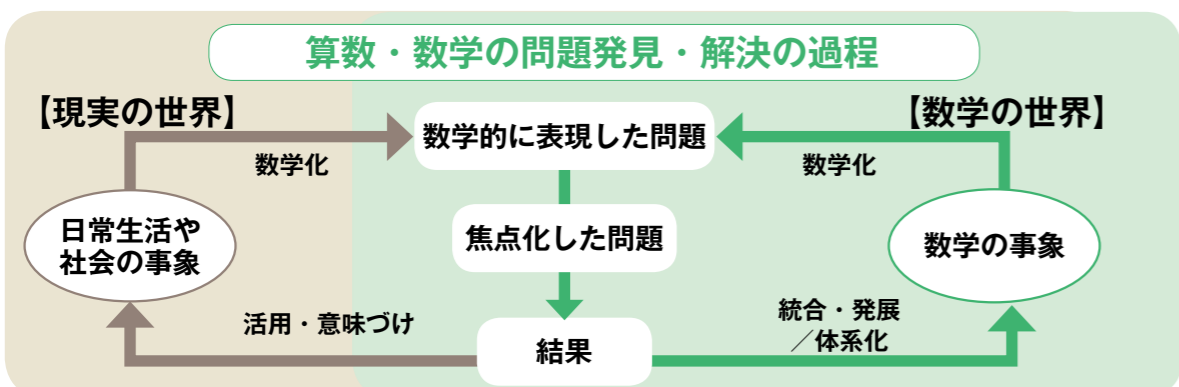 算数・数学の問題発見・解決の過程
【現実の世界】
【数学の世界】
数学的に表現した問題
数学化
数学化
日常生活や
社会の事象
焦点化した問題
数学の事象
活用・意味づけ
統合・発展
／体系化
結果